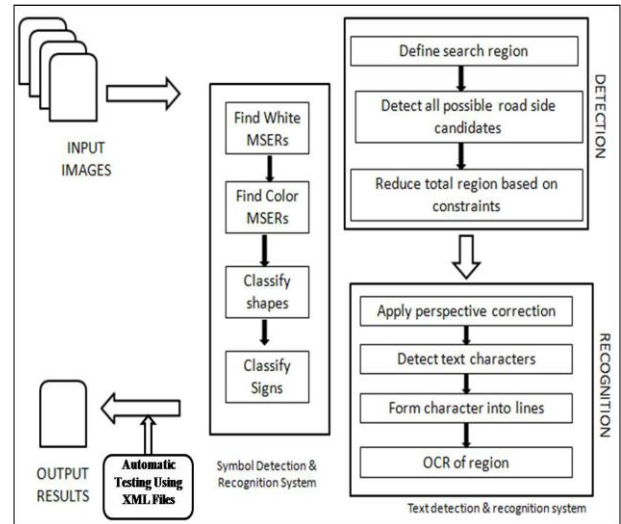 INPUT
IMAGES
Find White
MSERs
Find Color
MSERs
Classify
shapes
Classify
Signs
Symbol Detection &
Recognition System
Define search region
Detect all possible road side
candidates
Reduce total region based on
constraints
DETECTION
Apply perspective correction
Detect text characters
Form character into lines
OCR of region
RECOGNITION
Text detection & recognition system
OUTPUT
RESULTS
Automatic
Testing Using
XML Files